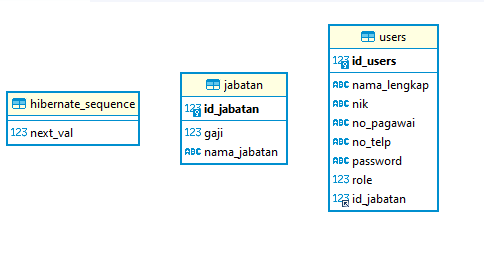 hibernate_sequence
123 next_val
jabatan
123 id_jabatan
123 gaji
ABC nama_jabatan
users
123 id_users
ABC nama_lengkap
ABC nik
ABC no_pagawai
ABC no_telp
ABC password
123 role
123 id_jabatan